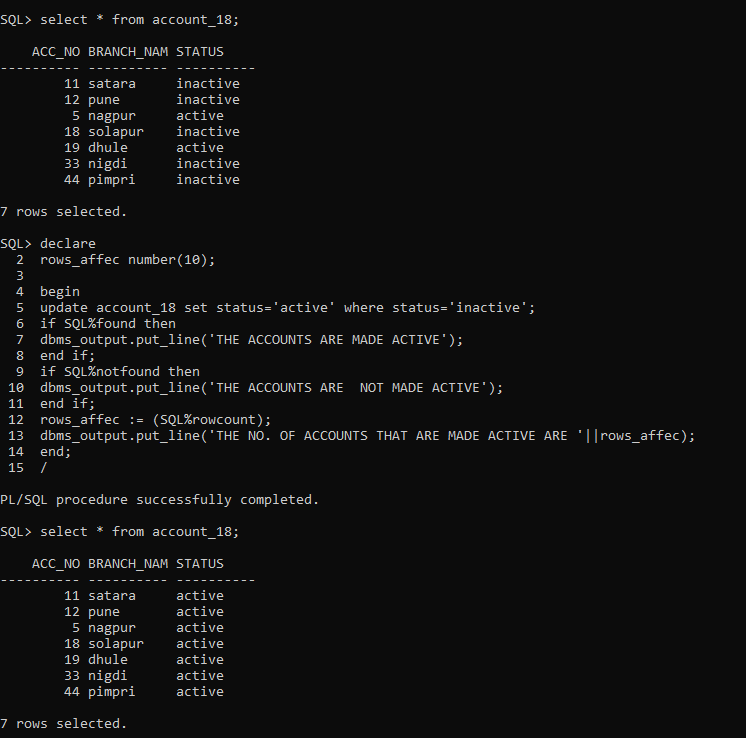 SQL> select * from account_18;
    ACC_NO BRANCH_NAM STATUS
---------- ---------- ----------
        11 satara     inactive
        12 pune       inactive
         5 nagpur     active
        18 solapur    inactive
        19 dhule      active
        33 nigdi      inactive
        44 pimpri     inactive
7 rows selected.
SQL> declare
  2  rows_affec number(10);
  3
  4  begin
  5  update account_18 set status='active' where status='inactive';
  6  if SQL%found then
  7  dbms_output.put_line('THE ACCOUNTS ARE MADE ACTIVE');
  8  end if;
  9  if SQL%notfound then
 10  dbms_output.put_line('THE ACCOUNTS ARE  NOT MADE ACTIVE');
 11  end if;
 12  rows_affec := (SQL%rowcount);
 13  dbms_output.put_line('THE NO. OF ACCOUNTS THAT ARE MADE ACTIVE ARE '||rows_affec);
 14  end;
 15  /
PL/SQL procedure successfully completed.
SQL> select * from account_18;
    ACC_NO BRANCH_NAM STATUS
---------- ---------- ----------
        11 satara     active
        12 pune       active
         5 nagpur     active
        18 solapur    active
        19 dhule      active
        33 nigdi      active
        44 pimpri     active
7 rows selected.